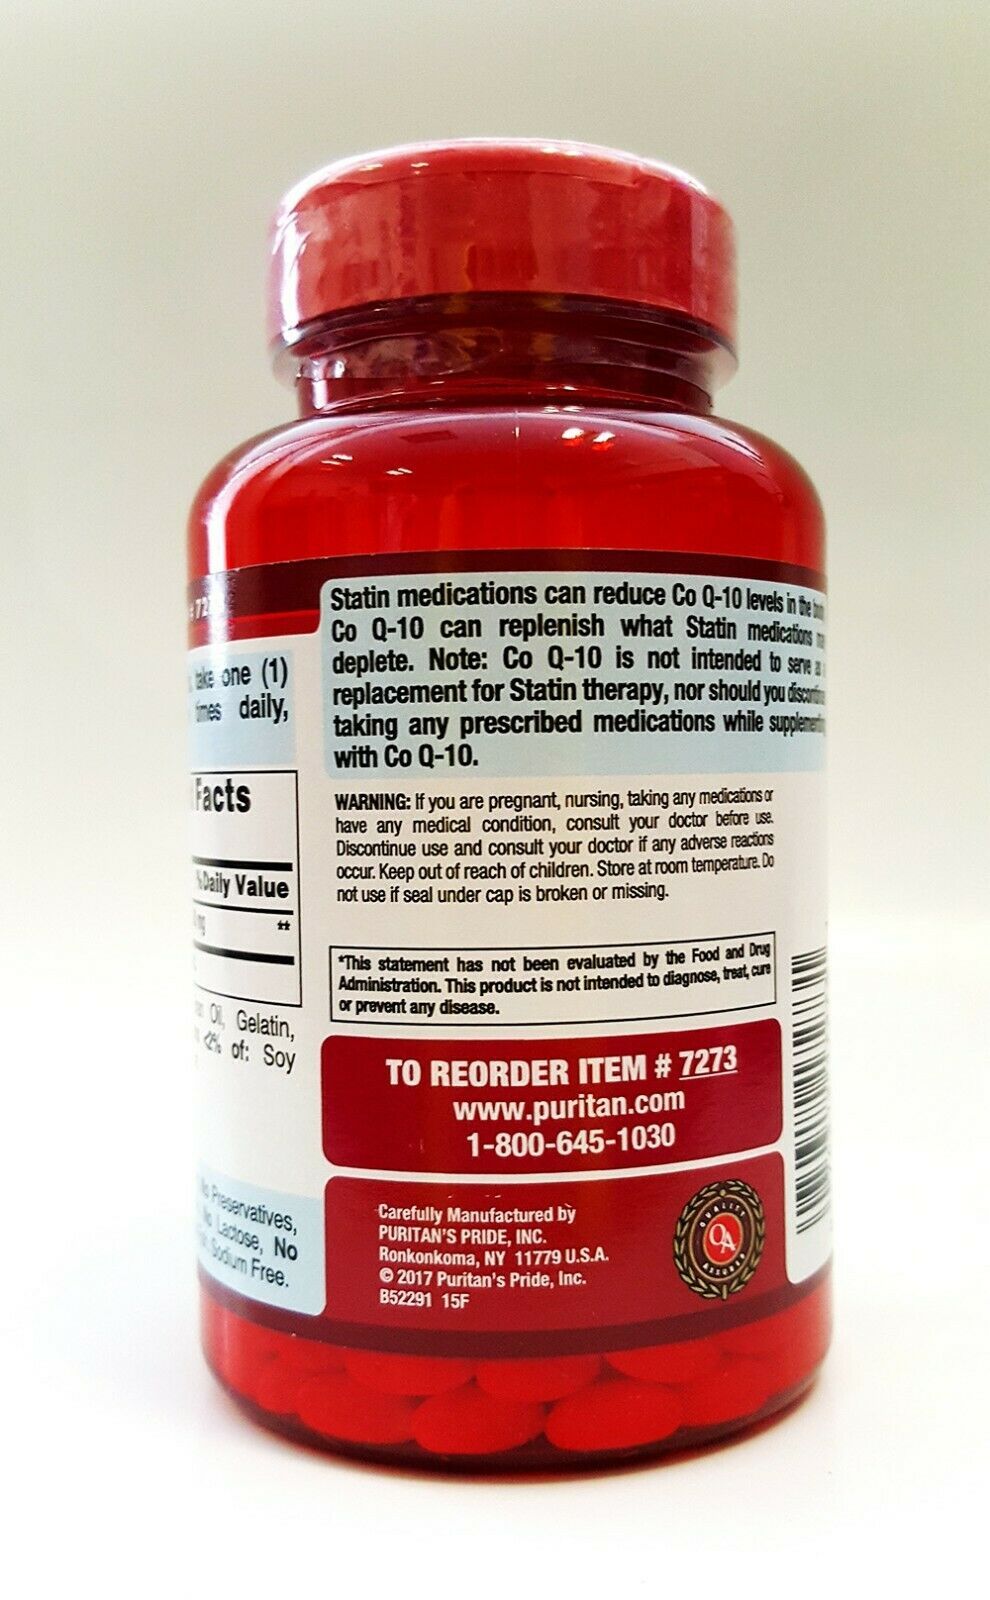 take one (1)
times daily,
Facts
% Daily Value
**
Oil, Gelatin,
<2% of: Soy
No Preservatives,
No Lactose, No
Sodium Free.
Statin medications can reduce Co Q-10 levels in the
Co Q-10 can replenish what Statin medications
deplete. Note: Co Q-10 is not intended to serve as
replacement for Statin therapy, nor should you
taking any prescribed medications while
with Co Q-10.
WARNING: If you are pregnant, nursing, taking any medications or
have any medical condition, consult your doctor before use.
Discontinue use and consult your doctor if any adverse reactions
occur. Keep out of reach of children. Store at room temperature. Do
not use if seal under cap is broken or missing.
*This statement has not been evaluated by the Food and Drug
Administration. This product is not intended to diagnose, treat, cure
or prevent any disease.
TO REORDER ITEM # 7273
www.puritan.com
1-800-645-1030
Carefully Manufactured by
PURITAN'S PRIDE, INC.
Ronkonkoma, NY 11779 U.S.A.
© 2017 Puritan's Pride, Inc.
B52291 15F
QUALITY
QA
ASSURED